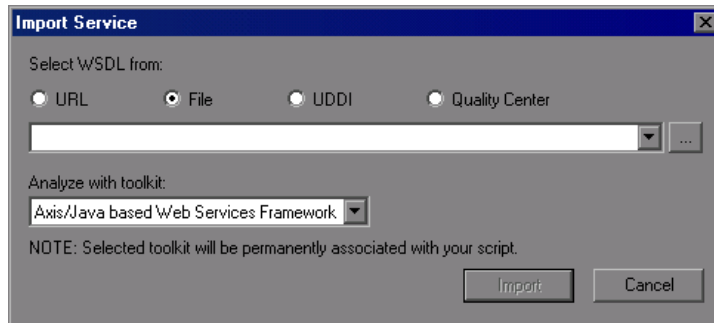 Import Service
Select WSDL from:
URL File UDDI Quality Center
...
Analyze with toolkit:
Axis/Java based Web Services Framework
NOTE: Selected toolkit will be permanently associated with your script.
Import Cancel